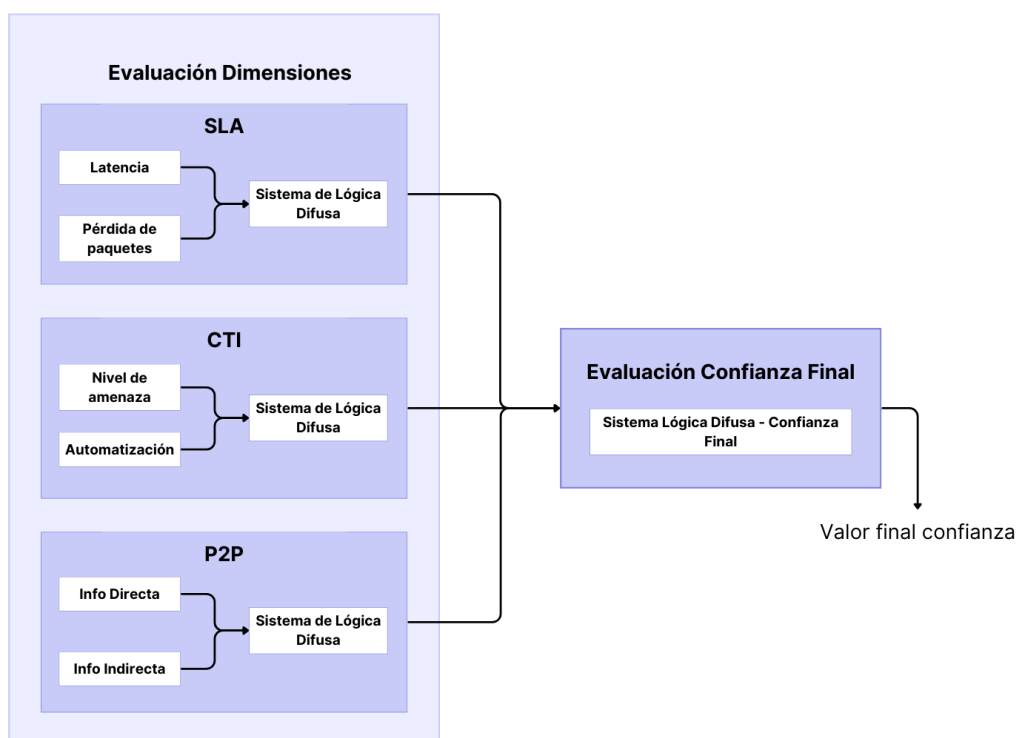 Evaluación Dimensiones
SLA
Latencia
Pérdida de
paquetes
Sistema de Lógica
Difusa
CTI
Nivel de
amenaza
Automatización
Sistema de Lógica
Difusa
P2P
Info Directa
Info Indirecta
Sistema de Lógica
Difusa
Evaluación Confianza Final
Sistema Lógica Difusa - Confianza
Final
Valor final confianza